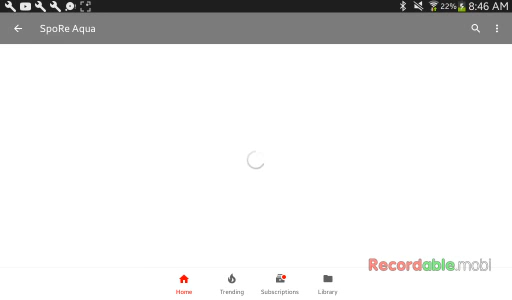 22% 8:46 AM
SpoRe Aqua
Recordable.mobi
Home Trending Subscriptions Library